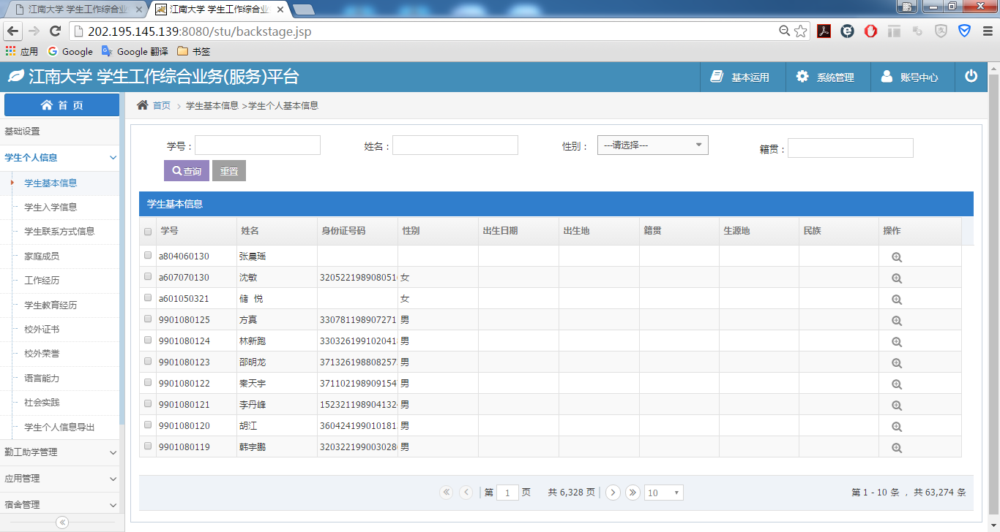 江南大学 学生工作综合业
江南大学 学生工作综合业
鹏
202.195.145.139:8080/stu/backstage.jsp
应用 Google Google 翻译 书签
江南大学 学生工作综合业务(服务)平台
基本运用 系统管理 账号中心
首 页
首页 > 学生基本信息 >学生个人基本信息
基础设置
学生个人信息
学生基本信息
学生入学信息
学生联系方式信息
家庭成员
工作经历
学生教育经历
校外证书
校外荣誉
语言能力
社会实践
学生个人信息导出
勤工助学管理
应用管理
宿舍管理
学号： 姓名： 性别： ---请选择--- 籍贯：
查询 重置
学生基本信息
学号 姓名 身份证号码 性别 出生日期 出生地 籍贯 生源地 民族 操作
a804060130 张晨瑶
a607070130 沈敏 32052219890805 女
a601050321 储 悦 女
9901080125 方真 330781198907271 男
9901080124 林新跑 33032619910204 男
9901080123 邵明龙 37132619880825 男
9901080122 秦天宇 37110219890915 男
9901080121 李丹峰 15232119890413 男
9901080120 胡江 36042419901018 男
9901080119 韩宇鹏 32032219900302 男
第 1 页 共 6,328 页 10 第 1 - 10 条 ， 共 63,274 条